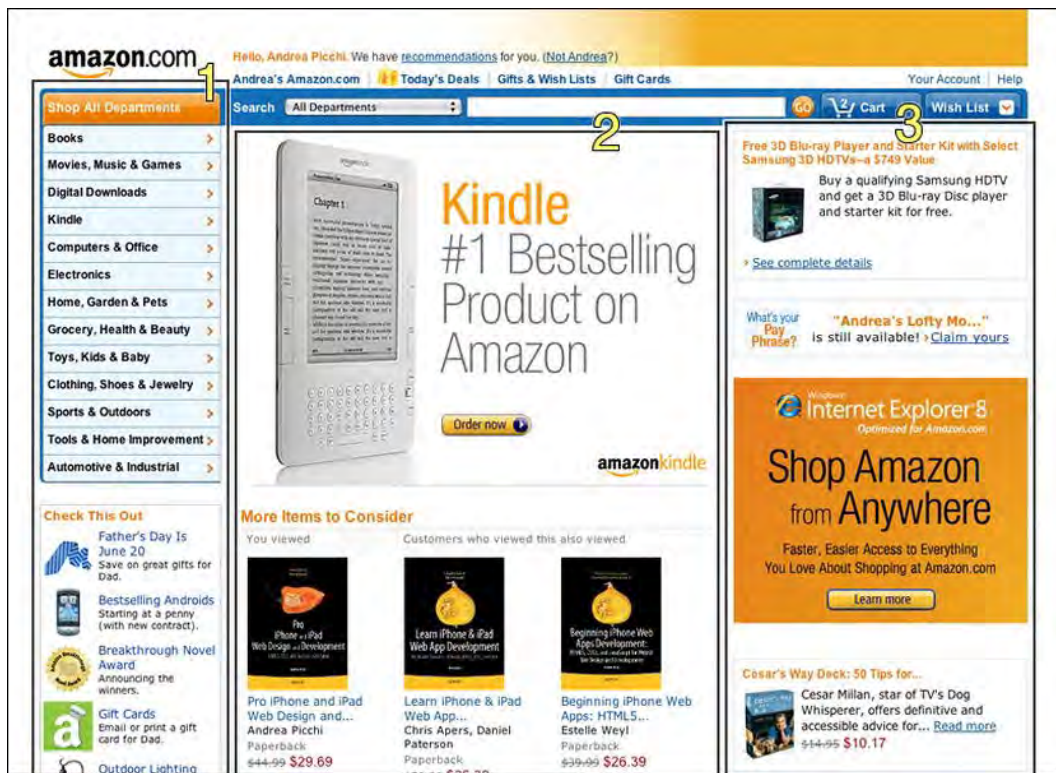 amazon.com
Hello, Andrea Picchi. We have recommendations for you. (Not Andrea?)
Andrea's Amazon.com
Today's Deals
Gifts & Wish Lists
Gift Cards
Your Account
Help
1
Shop All Departments
Search
All Departments
GO
2
Cart
Wish List
2
3
Books
Movies, Music & Games
Digital Downloads
Kindle
Computers & Office
Electronics
Home, Garden & Pets
Grocery, Health & Beauty
Toys, Kids & Baby
Clothing, Shoes & Jewelry
Sports & Outdoors
Tools & Home Improvement
Automotive & Industrial
Check This Out
Father's Day Is
June 20
Save on great gifts for
Dad.
Bestselling Androids
Starting at a penny
(with new contract).
Breakthrough Novel
Award
Announcing the
winners.
Gift Cards
Email or print a gift
card for Dad.
Outdoor Lighting
amazonkindle
Chapter 1
Kindle
#1 Bestselling
Product on
Amazon
Order now
amazonkindle
More Items to Consider
You viewed
Customers who viewed this also viewed
Pro
iPhone and iPad
Web Design and Development
Learn iPhone & iPad
Web App Development
Beginning iPhone Web
Apps Development:
Pro iPhone and iPad
Web Design and...
Andrea Picchi
Paperback
$44.99 $29.69
Learn iPhone & iPad
Web App...
Chris Apers, Daniel
Paterson
Paperback
Beginning iPhone Web
Apps: HTML5...
Estelle Weyl
Paperback
$39.99 $26.39
Free 3D Blu-ray Player and Starter Kit with Select
Samsung 3D HDTVs–a $749 Value
Buy a qualifying Samsung HDTV
and get a 3D Blu-ray Disc player
and starter kit for free.
See complete details
What's your
Pay
Phrase?
"Andrea's Lofty Mo..."
is still available! Claim yours
Windows
Internet Explorer 8
Optimized for Amazon.com
Shop Amazon
from Anywhere
Faster, Easier Access to Everything
You Love About Shopping at Amazon.com
Learn more
Cesar's Way Deck: 50 Tips for...
Cesar Milan, star of TV's Dog
Whisperer, offers definitive and
accessible advice for... Read more
$14.95 $10.17